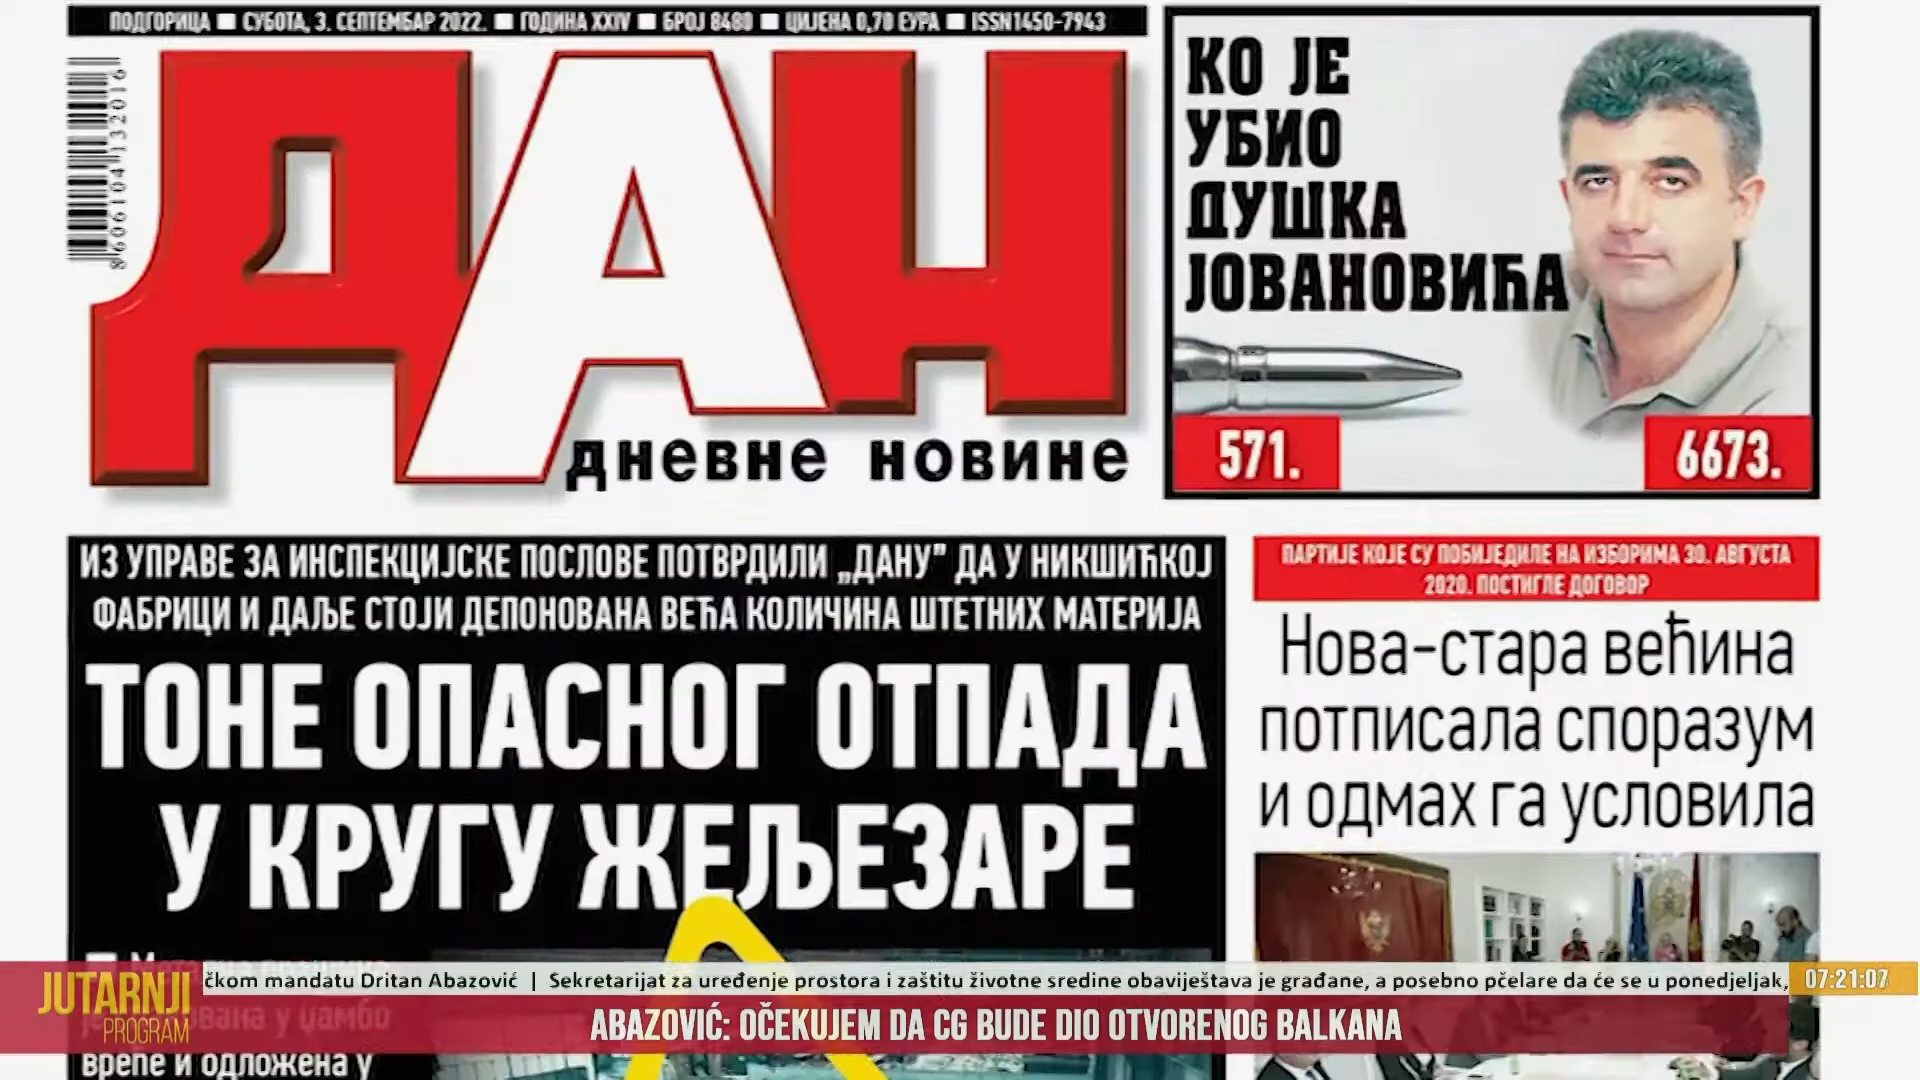 ПОДГОРИЦА ■ СУБОТА, 3. СЕПТЕМБАР 2022. ■ ГОДИНА XXIV ■ БРОЈ 8480 ■ ЦИЈЕНА 0,70 ЕУРА ■ ISSN1450-7943
8606104132016
ДАН
дневне новине
КО ЈЕ
УБИО
ДУШКА
ЈОВАНОВИЋА
571.
6673.
ИЗ УПРАВЕ ЗА ИНСПЕКЦИЈСКЕ ПОСЛОВЕ ПОТВРДИЛИ „ДАНУ” ДА У НИКШИЋКОЈ
ФАБРИЦИ И ДАЉЕ СТОЈИ ДЕПОНОВАНА ВЕЋА КОЛИЧИНА ШТЕТНИХ МАТЕРИЈА
ТОНЕ ОПАСНОГ ОТПАДА
У КРУГУ ЖЕЉЕЗАРЕ
ПАРТИЈЕ КОЈЕ СУ ПОБИЈЕДИЛЕ НА ИЗБОРИМА 30. АВГУСТА
2020. ПОСТИГЛЕ ДОГОВОР
Нова-стара већина
потписала споразум
и одмах га условила
у џамбо
вреће и одложена у
JUTARNJI
PROGRAM
čkom mandatu Dritan Abazović | Sekretarijat za uređenje prostora i zaštitu životne sredine obaviještava je građane, a posebno pčelare da će se u ponedjeljak,
07:21:07
ABAZOVIĆ: OČEKUJEM DA CG BUDE DIO OTVORENOG BALKANA